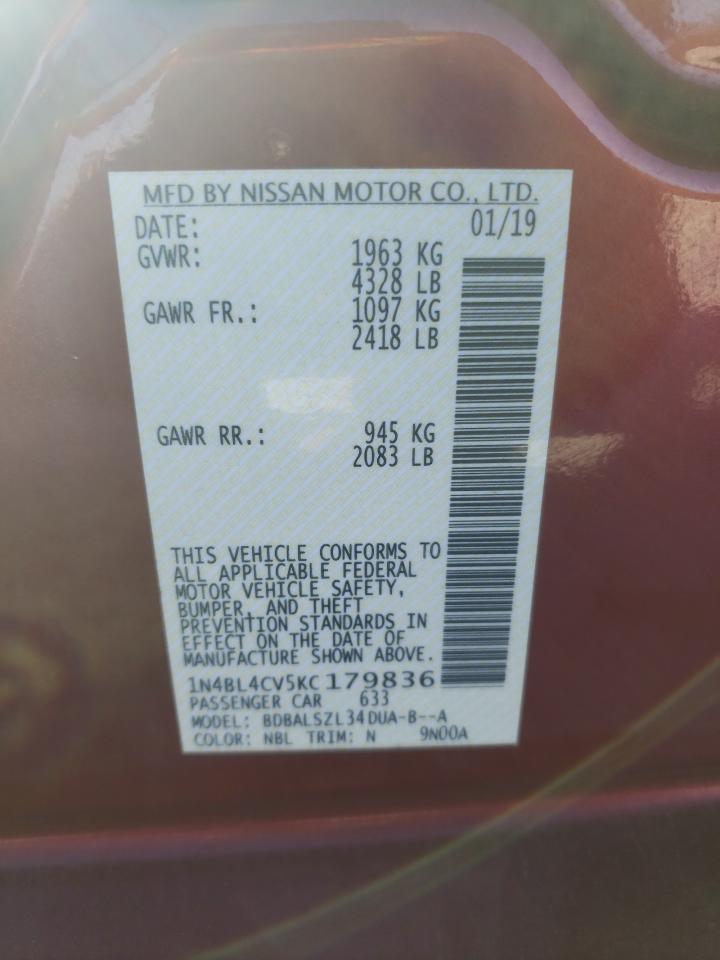 MFD BY NISSAN MOTOR CO., LTD.
DATE: 01/19
GVWR: 1963 KG
4328 LB
GAWR FR.: 1097 KG
2418 LB
GAWR RR.: 945 KG
2083 LB
THIS VEHICLE CONFORMS TO
ALL APPLICABLE FEDERAL
MOTOR VEHICLE SAFETY,
BUMPER, AND THEFT
PREVENTION STANDARDS IN
EFFECT ON THE DATE OF
MANUFACTURE SHOWN ABOVE.
1N4BL4CV5KC179836
PASSENGER CAR 633
MODEL: BDBALSZL34DUA-B--A
COLOR: NBL TRIM: N 9N00A